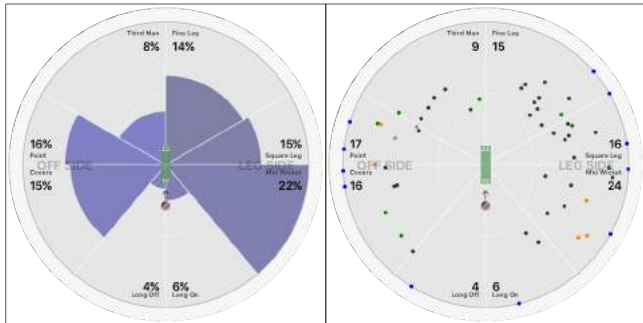 Third Man Fine Leg
8% 14%
16%
Point
OFF SIDE
Covers
15%
15%
Square Leg
LEG SIDE
Mid Wicket
22%
4% 6%
Long Off Long On
Third Man Fine Leg
9 15
17
Point
OFF SIDE
Covers
16
16
Square Leg
LEG SIDE
Mid Wicket
24
4 6
Long Off Long On